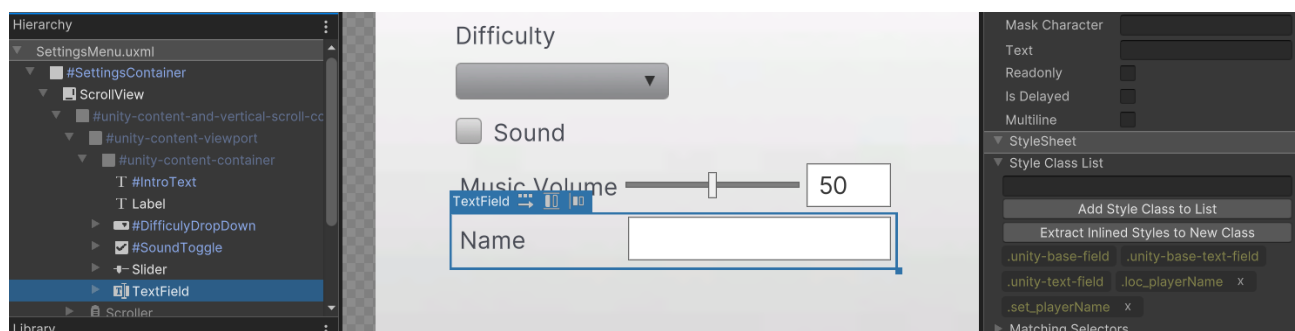 Hierarchy
SettingsMenu.uxml
#SettingsContainer
ScrollView
#unity-content-and-vertical-scroll-cc
#unity-content-viewport
#unity-content-container
T #IntroText
T Label
#DifficulyDropDown
#SoundToggle
Slider
TextField
Scroller
Library
Difficulty
Sound
Music Volume
50
TextField
Name
Mask Character
Text
Readonly
Is Delayed
Multiline
StyleSheet
Style Class List
Add Style Class to List
Extract Inlined Styles to New Class
.unity-base-field .unity-base-text-field
.unity-text-field .loc_playerName x
.set_playerName x
Matching Selectors